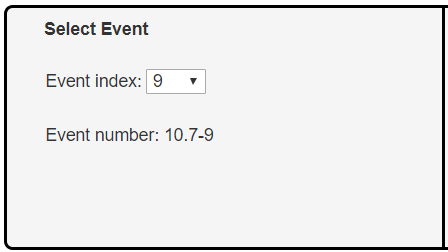 Select Event
Event index: 9
Event number: 10.7-9